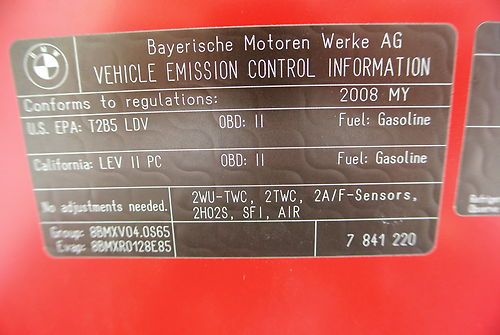 BMW
Bayerische Motoren Werke AG
VEHICLE EMISSION CONTROL INFORMATION
Conforms to regulations: 2008 MY
U.S. EPA: T2B5 LDV OBD: II Fuel: Gasoline
California: LEV II PC OBD: II Fuel: Gasoline
No adjustments needed.
2WU-TWC, 2TWC, 2A/F-Sensors,
2HO2S, SFI, AIR
Group: 8BMXV04.0S65
Evap: 8BMXR0128E85
7 841 220